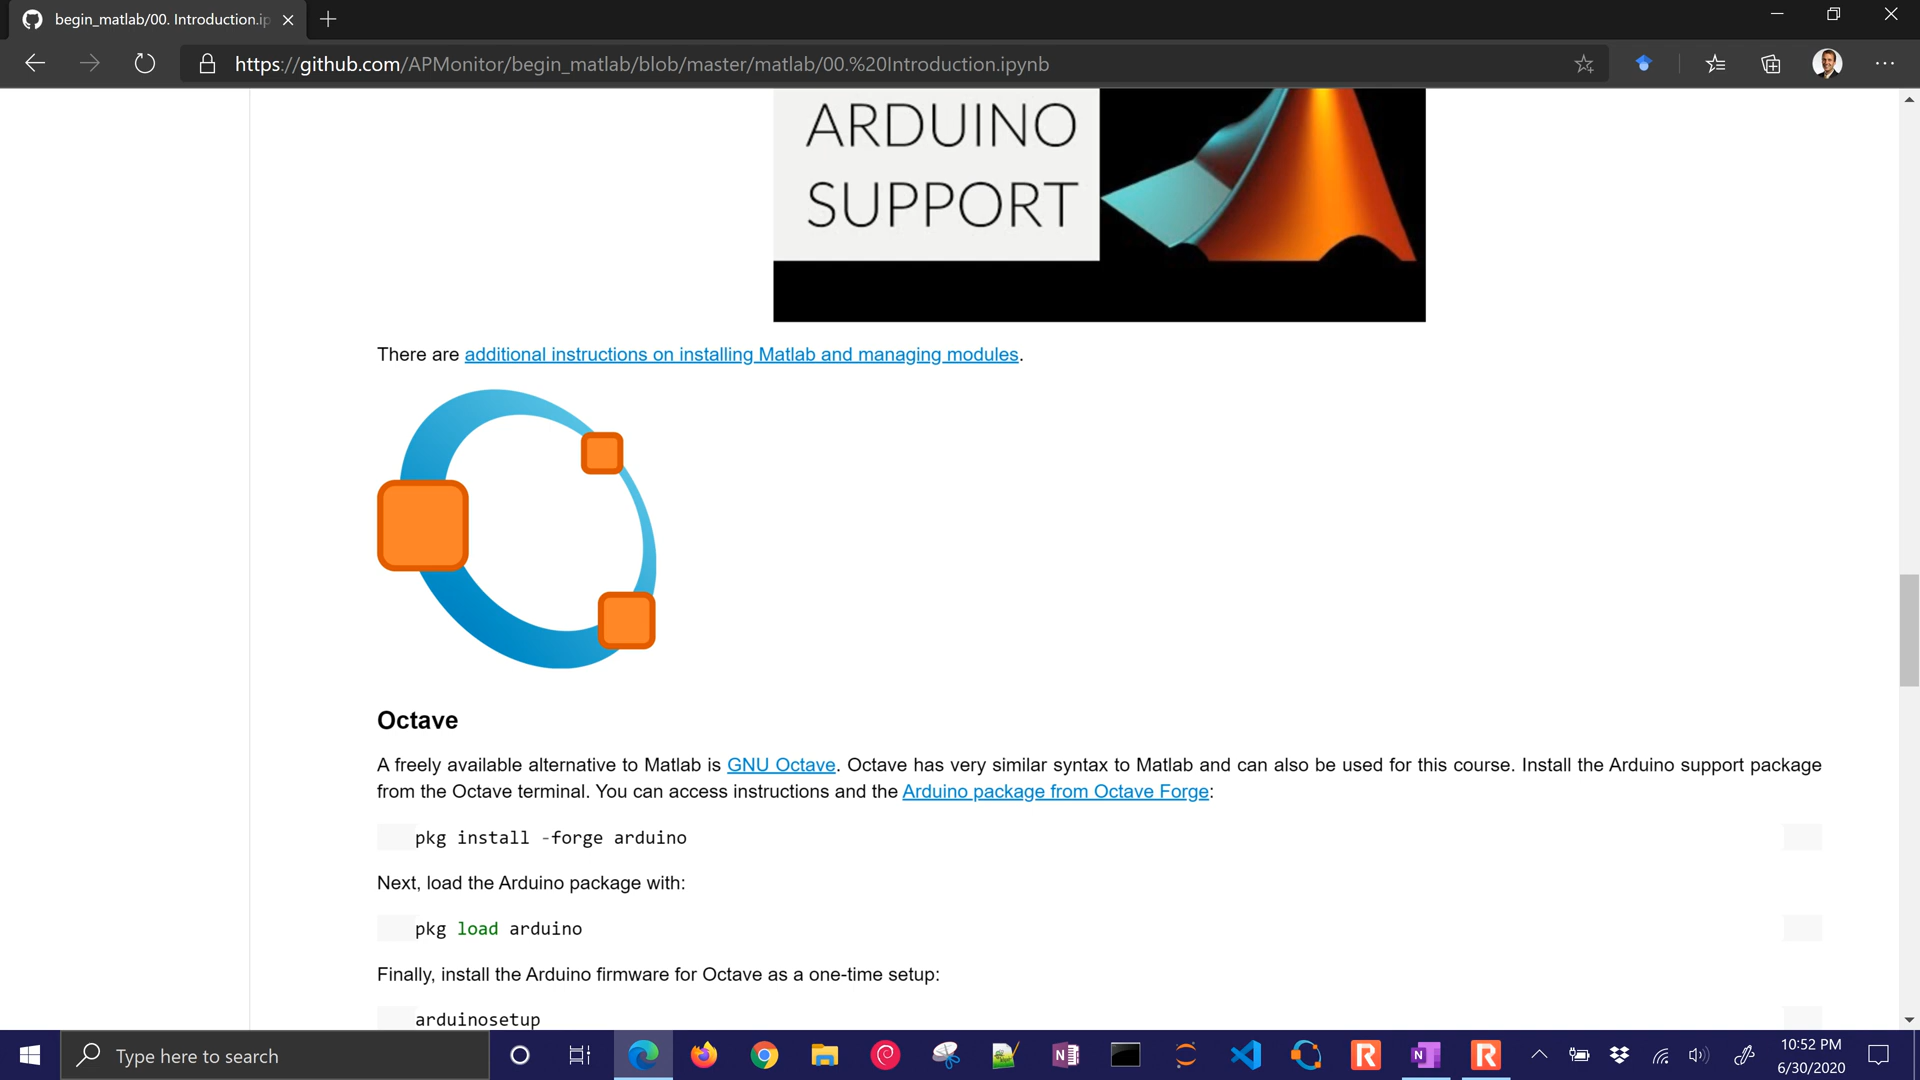 begin_matlab/00. Introduction.ip
https://github.com/APMonitor/begin_matlab/blob/master/matlab/00.%20Introduction.ipynb
ARDUINO
SUPPORT
There are additional instructions on installing Matlab and managing modules.
Octave
A freely available alternative to Matlab is GNU Octave. Octave has very similar syntax to Matlab and can also be used for this course. Install the Arduino support package
from the Octave terminal. You can access instructions and the Arduino package from Octave Forge:
pkg install -forge arduino
Next, load the Arduino package with:
pkg load arduino
Finally, install the Arduino firmware for Octave as a one-time setup:
arduinosetup
Type here to search
N
R
N
R
10:52 PM
6/30/2020